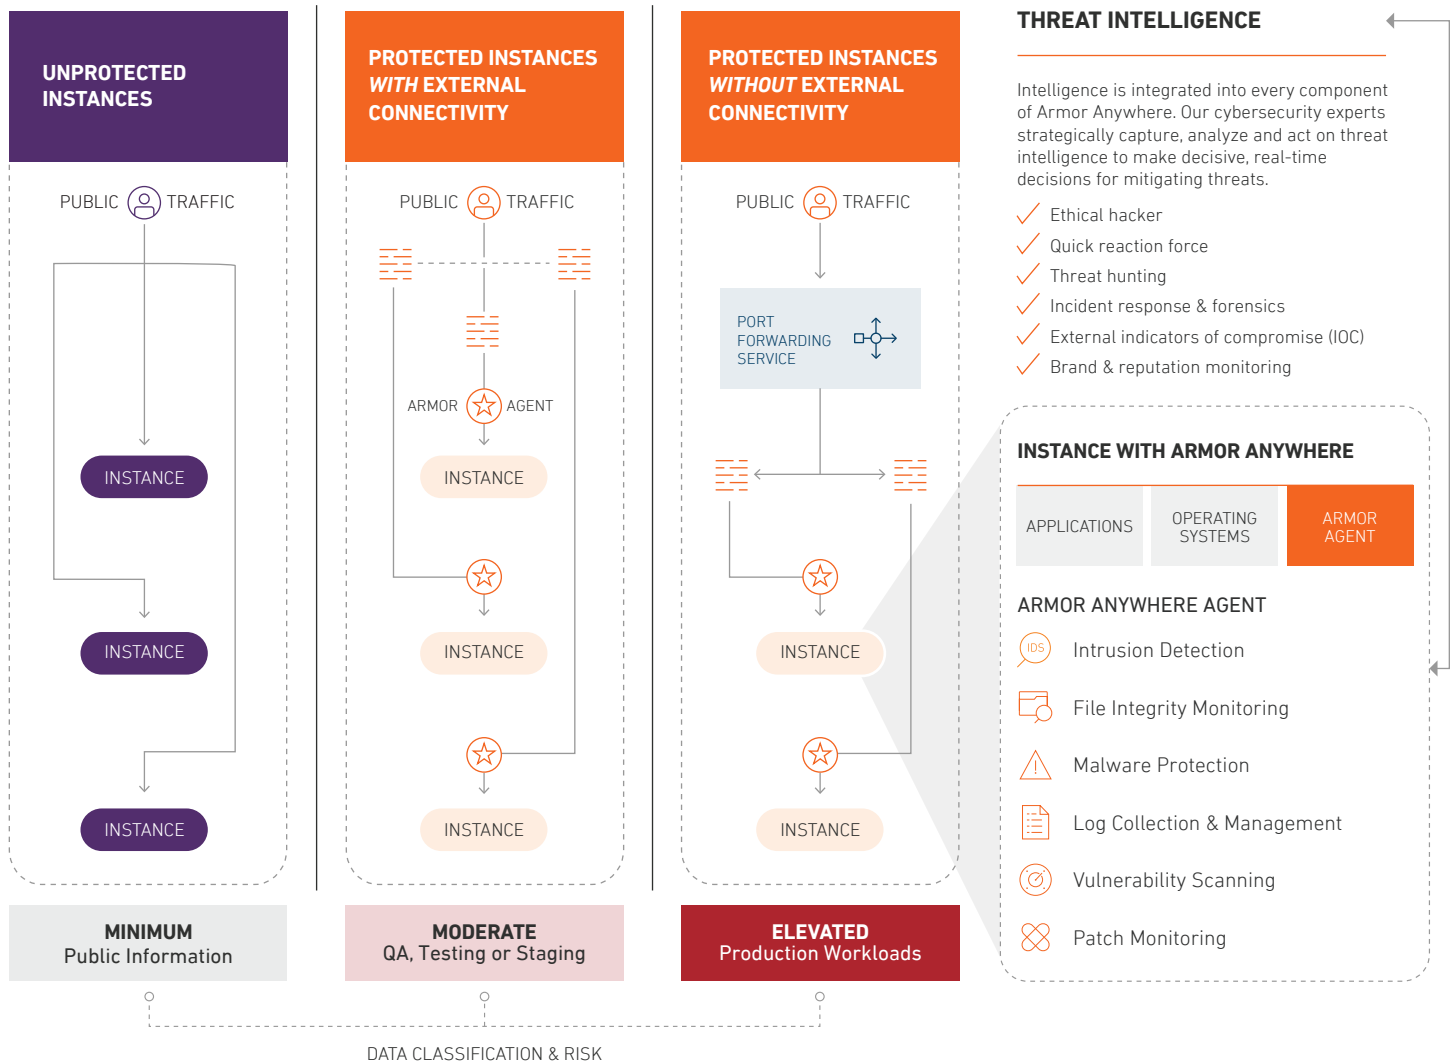 UNPROTECTED
INSTANCES
PUBLIC TRAFFIC
INSTANCE
INSTANCE
INSTANCE
MINIMUM
Public Information
PROTECTED INSTANCES
WITH EXTERNAL
CONNECTIVITY
PUBLIC TRAFFIC
ARMOR AGENT
INSTANCE
INSTANCE
INSTANCE
MODERATE
QA, Testing or Staging
PROTECTED INSTANCES
WITHOUT EXTERNAL
CONNECTIVITY
PUBLIC TRAFFIC
PORT
FORWARDING
SERVICE
INSTANCE
INSTANCE
ELEVATED
Production Workloads
DATA CLASSIFICATION & RISK
THREAT INTELLIGENCE
Intelligence is integrated into every component
of Armor Anywhere. Our cybersecurity experts
strategically capture, analyze and act on threat
intelligence to make decisive, real-time
decisions for mitigating threats.
Ethical hacker
Quick reaction force
Threat hunting
Incident response & forensics
External indicators of compromise (IOC)
Brand & reputation monitoring
INSTANCE WITH ARMOR ANYWHERE
APPLICATIONS
OPERATING
SYSTEMS
ARMOR
AGENT
ARMOR ANYWHERE AGENT
IDS
Intrusion Detection
File Integrity Monitoring
Malware Protection
Log Collection & Management
Vulnerability Scanning
Patch Monitoring